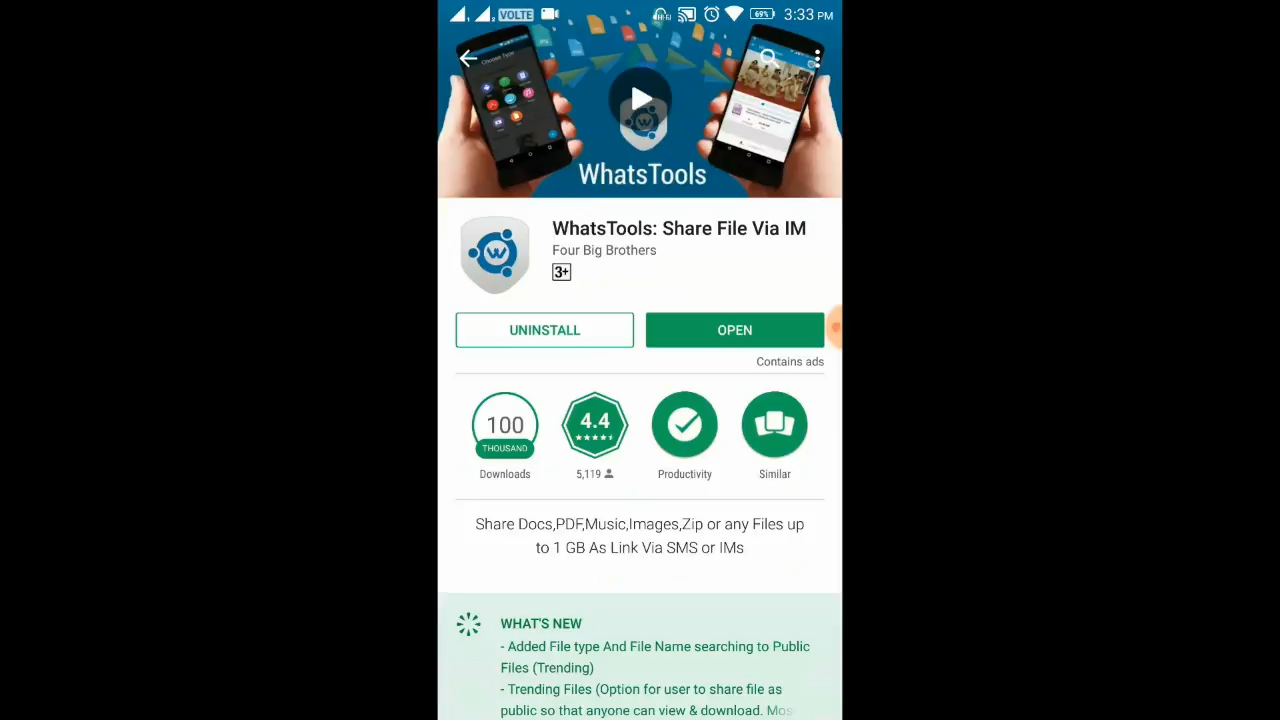 VOLTE
69%
3:33 PM
Choose Type
WhatsTools
WhatsTools: Share File Via IM
Four Big Brothers
3+
UNINSTALL
OPEN
Contains ads
100
THOUSAND
Downloads
4.4
5,119
Productivity
Similar
Share Docs,PDF,Music,Images,Zip or any Files up
to 1 GB As Link Via SMS or IMs
WHAT'S NEW
- Added File type And File Name searching to Public
Files (Trending)
- Trending Files (Option for user to share file as
public so that anyone can view & download. Mos